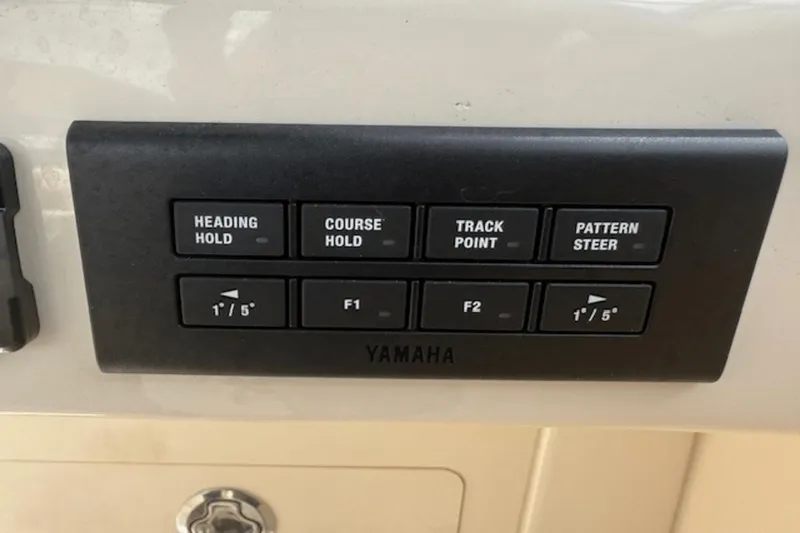 HEADING
HOLD
COURSE
HOLD
TRACK
POINT
PATTERN
STEER
1° / 5°
F1
F2
1° / 5°
YAMAHA